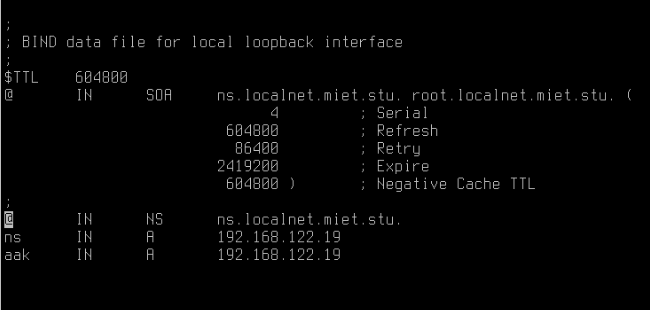 ;
; BIND data file for local loopback interface
;
$TTL    604800
@       IN      SOA     ns.localnet.miet.stu. root.localnet.miet.stu. (
                              4         ; Serial
                         604800         ; Refresh
                          86400         ; Retry
                        2419200         ; Expire
                         604800 )       ; Negative Cache TTL
;
@       IN      NS      ns.localnet.miet.stu.
ns      IN      A       192.168.122.19
aak     IN      A       192.168.122.19